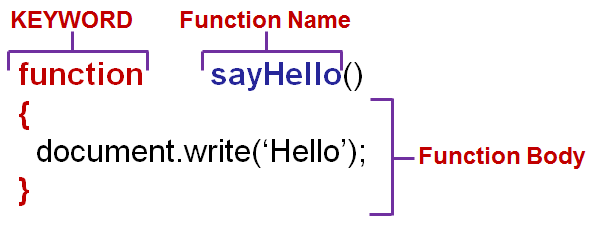 KEYWORD Function Name
function sayHello()
{
document.write(‘Hello’);
Function Body
}